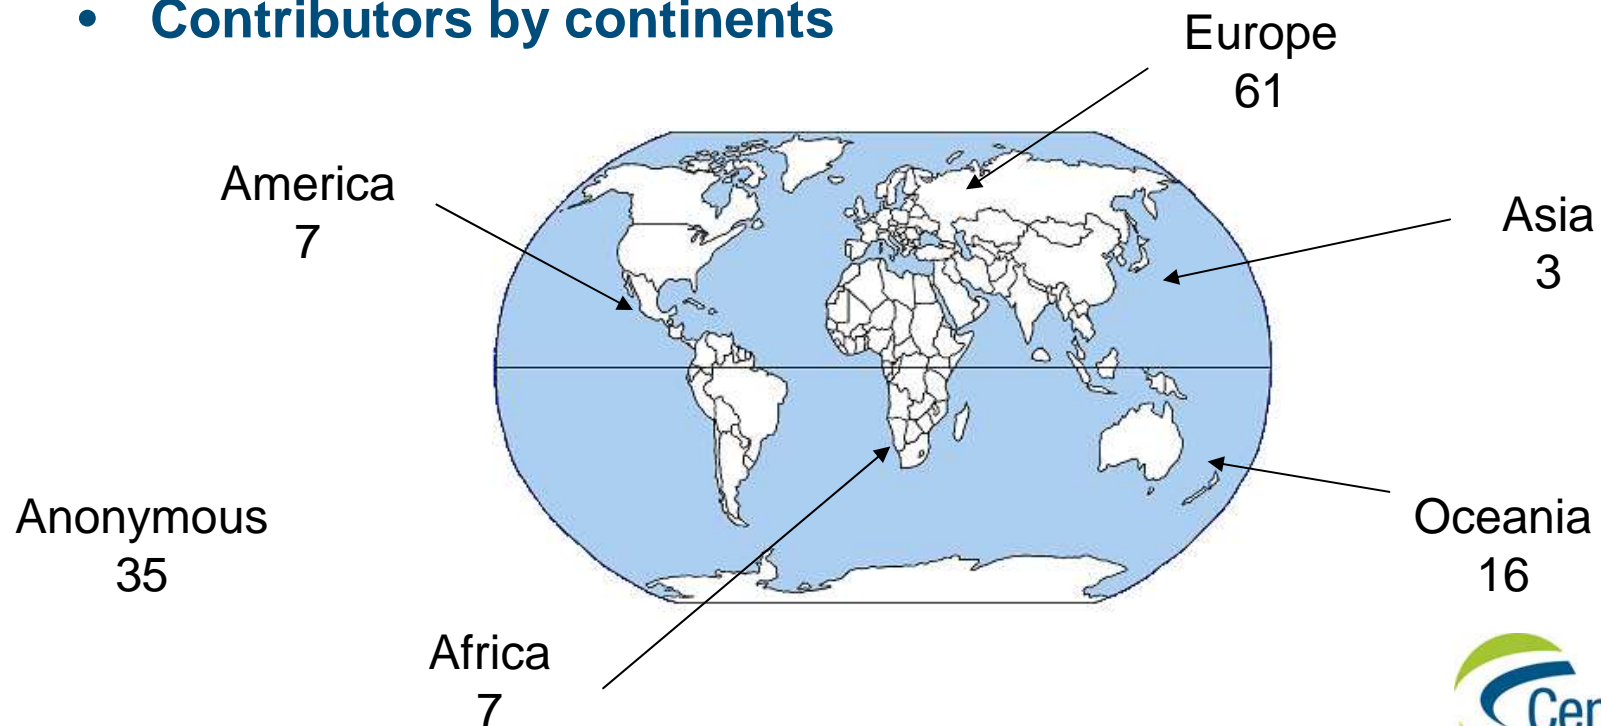 • Contributors by continents
Europe
61
America
7
Asia
3
Anonymous
35
Oceania
16
Africa
7